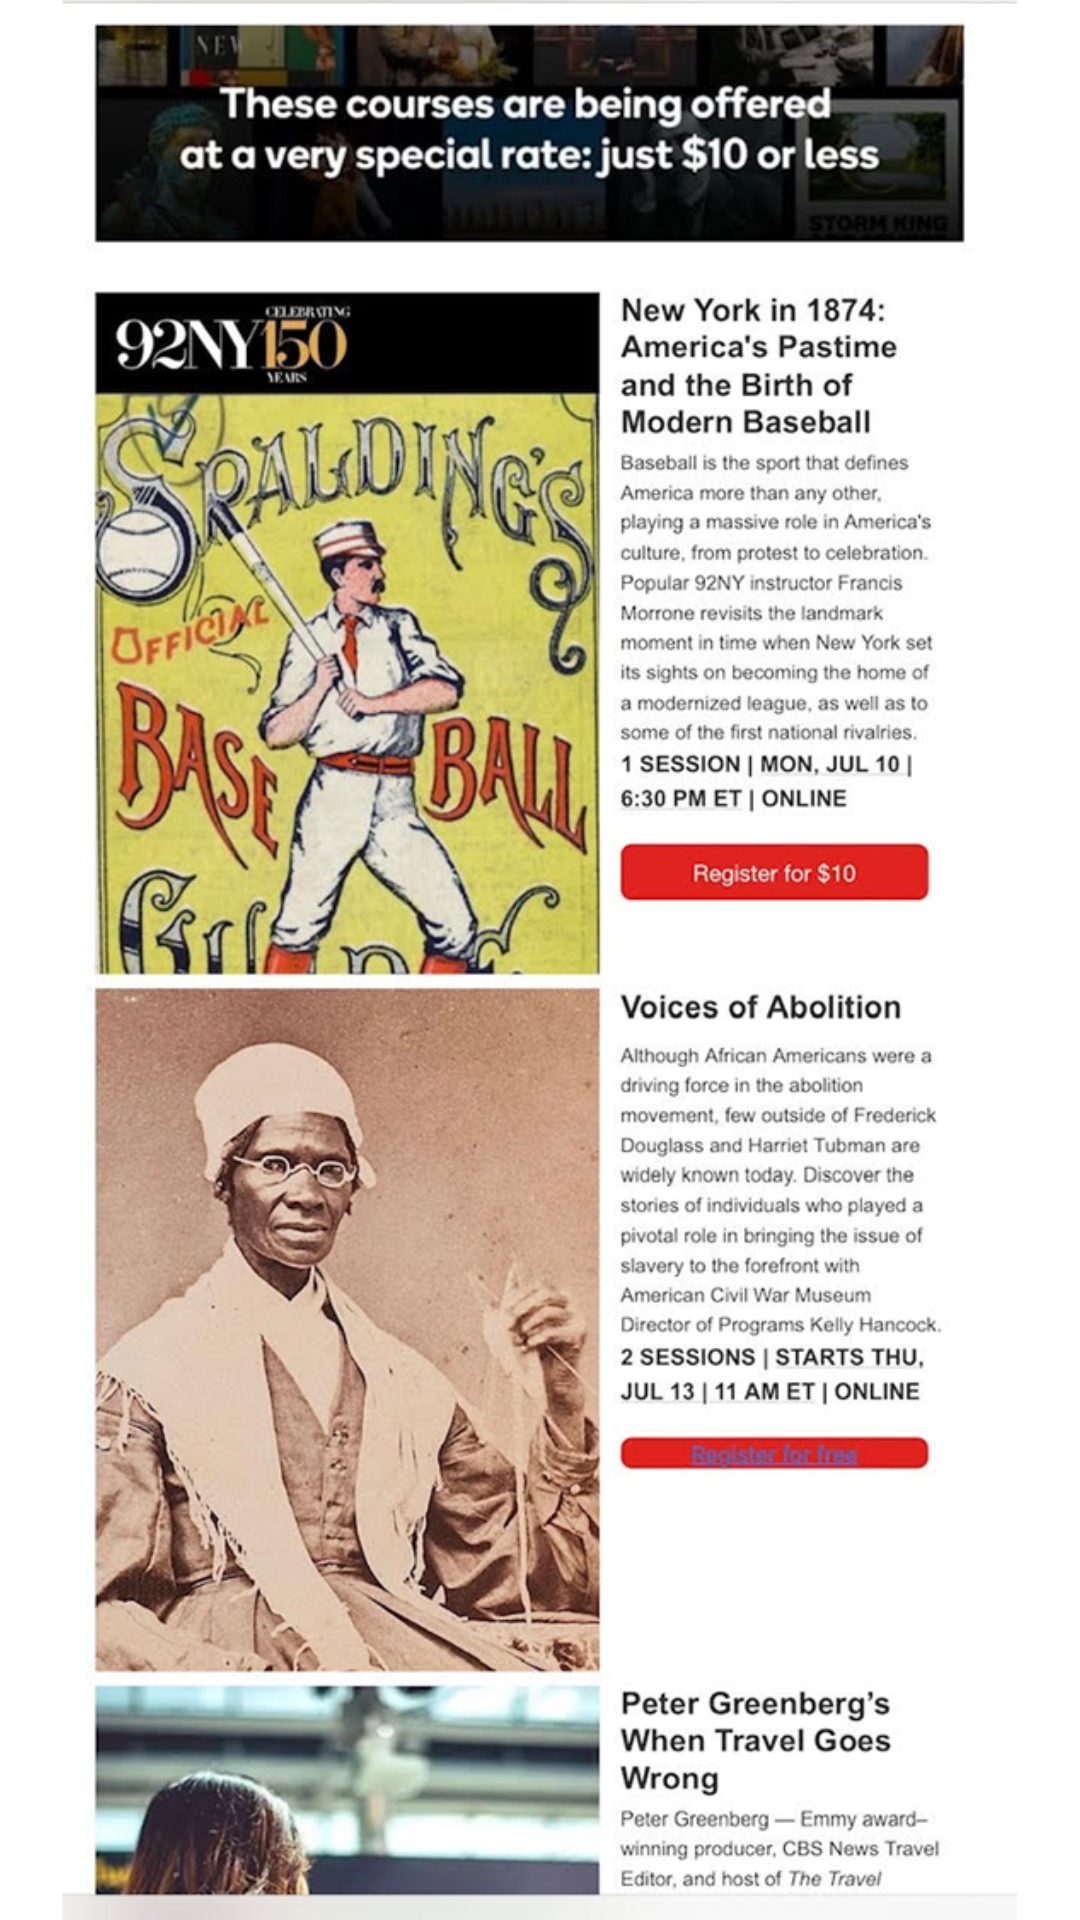 NEW
These courses are being offered
at a very special rate: just $10 or less
STORM KING
CELEBRATING
92NY150
YEARS
SPALDING'S
OFFICIAL
BASE BALL
New York in 1874:
America's Pastime
and the Birth of
Modern Baseball
Baseball is the sport that defines
America more than any other,
playing a massive role in America's
culture, from protest to celebration.
Popular 92NY instructor Francis
Morrone revisits the landmark
moment in time when New York set
its sights on becoming the home of
a modernized league, as well as to
some of the first national rivalries.
1 SESSION | MON, JUL 10 |
6:30 PM ET | ONLINE
Register for $10
Voices of Abolition
Although African Americans were a
driving force in the abolition
movement, few outside of Frederick
Douglass and Harriet Tubman are
widely known today. Discover the
stories of individuals who played a
pivotal role in bringing the issue of
slavery to the forefront with
American Civil War Museum
Director of Programs Kelly Hancock.
2 SESSIONS | STARTS THU,
JUL 13 | 11 AM ET | ONLINE
Register for free
Peter Greenberg’s
When Travel Goes
Wrong
Peter Greenberg — Emmy award–
winning producer, CBS News Travel
Editor, and host of The Travel